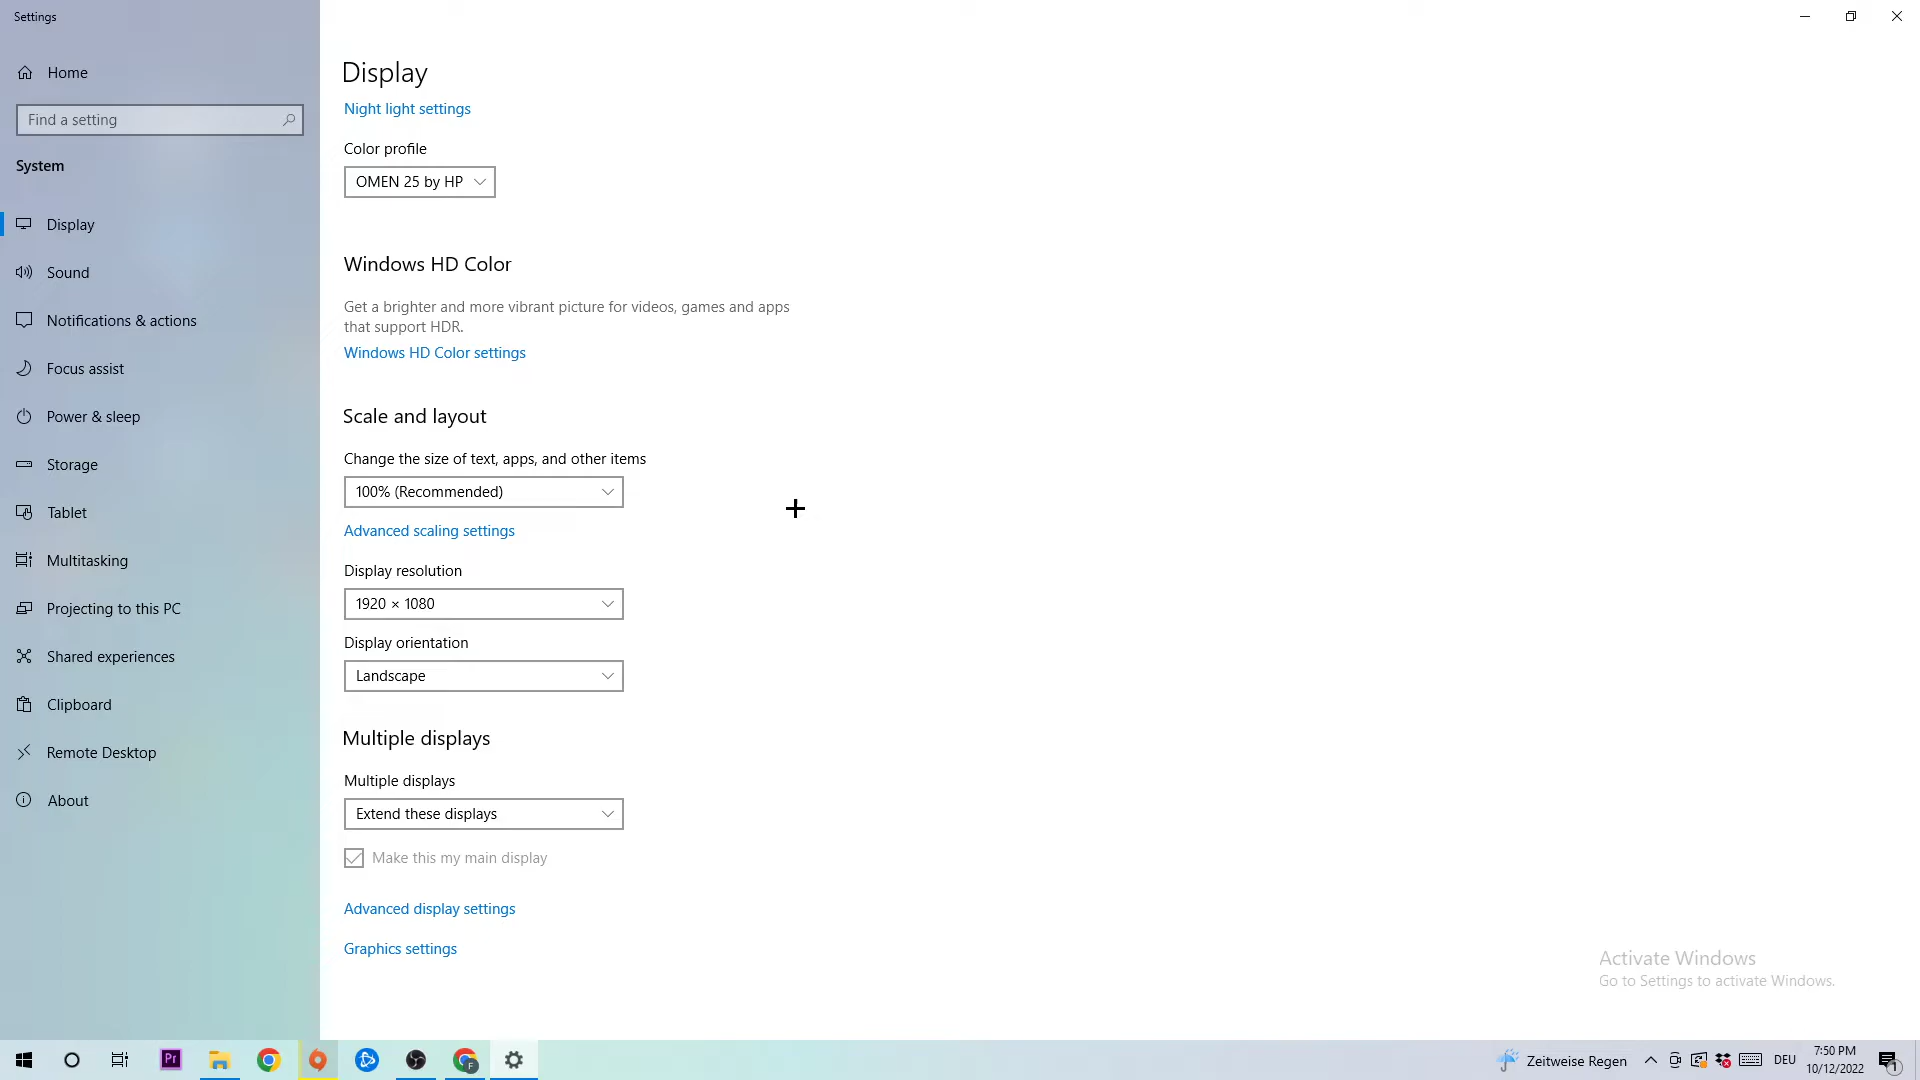 Settings
Home
Find a setting
System
Display
Sound
Notifications & actions
Focus assist
Power & sleep
Storage
Tablet
Multitasking
Projecting to this PC
Shared experiences
Clipboard
Remote Desktop
About
Display
Night light settings
Color profile
OMEN 25 by HP
Windows HD Color
Get a brighter and more vibrant picture for videos, games and apps
that support HDR.
Windows HD Color settings
Scale and layout
Change the size of text, apps, and other items
100% (Recommended)
Advanced scaling settings
Display resolution
1920 × 1080
Display orientation
Landscape
Multiple displays
Multiple displays
Extend these displays
Make this my main display
Advanced display settings
Graphics settings
Activate Windows
Go to Settings to activate Windows.
Pr
F
Zeitweise Regen
DEU
7:50 PM
10/12/2022
1